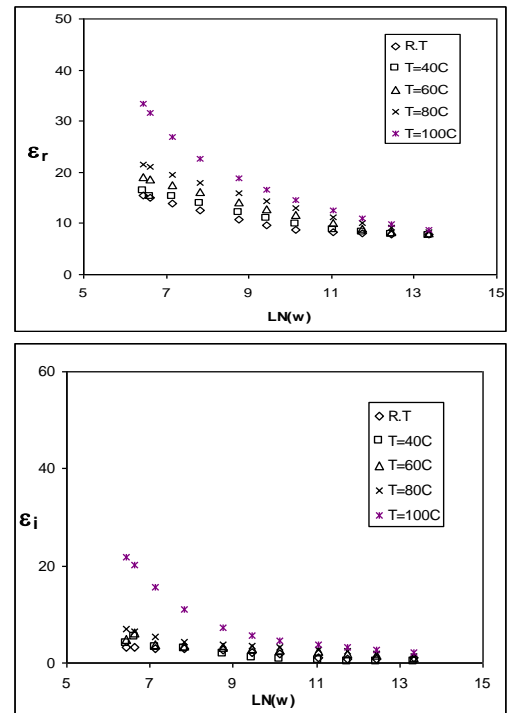 50
40
30
20
10
0
εr
5 7 9 11 13 15
LN(w)
R.T
T=40C
T=60C
T=80C
T=100C
60
40
20
0
εi
5 7 9 11 13 15
LN(w)
R.T
T=40C
T=60C
T=80C
T=100C